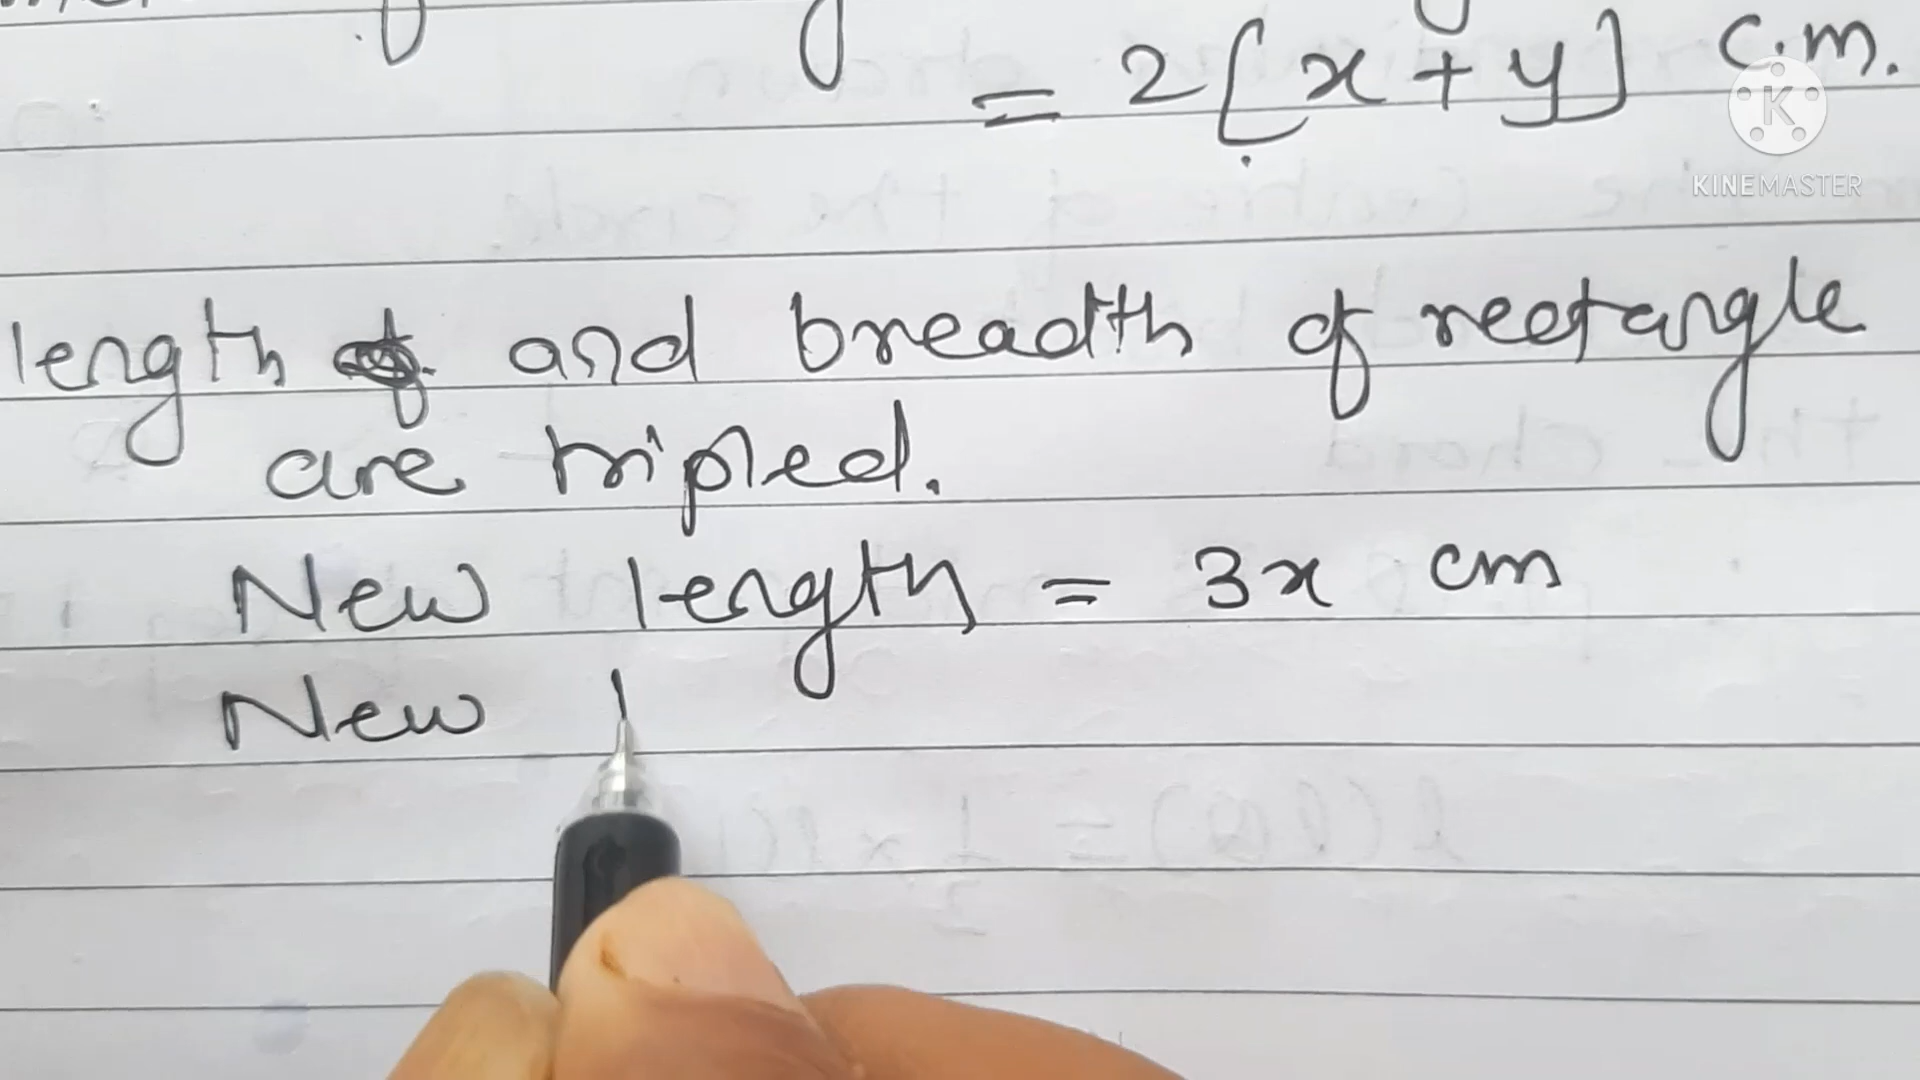 = 2[x+y] c.m.
KINEMASTER
length and breadth of rectangle
are tripled.
New length = 3x cm
New